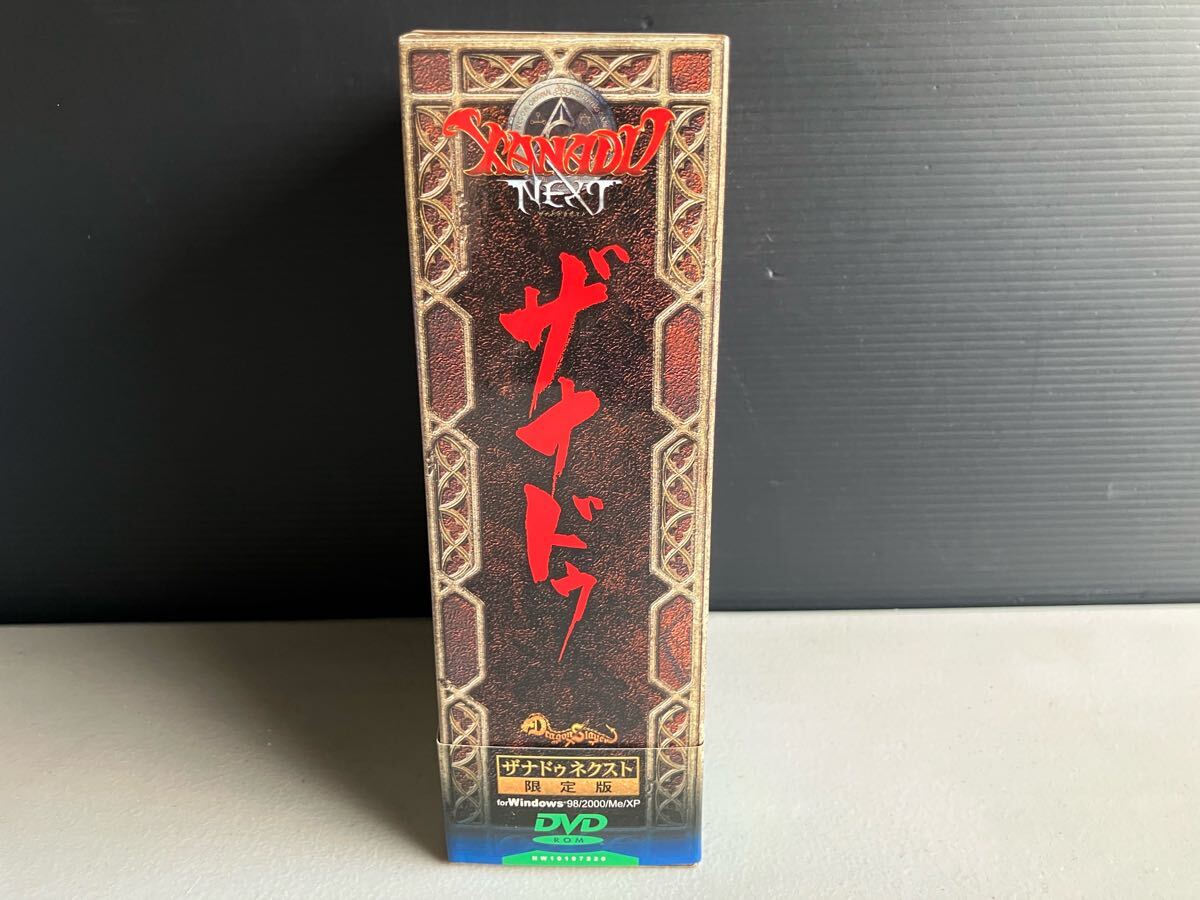 XANADU
NEXT
ザナドゥ
Dragon Slayer
ザナドゥネクスト
限定版
for Windows 98/2000/Me/XP
DVD
ROM
NW10107220